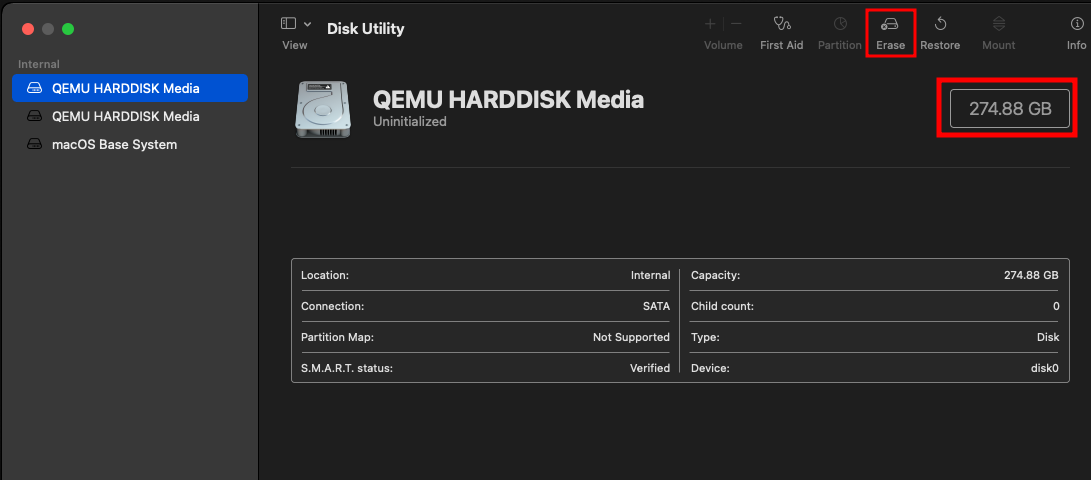 Disk Utility
View
Volume
First Aid
Partition
Erase
Restore
Mount
Info
Internal
QEMU HARDDISK Media
QEMU HARDDISK Media
macOS Base System
QEMU HARDDISK Media
Uninitialized
274.88 GB
Location: Internal
Capacity: 274.88 GB
Connection: SATA
Child count: 0
Partition Map: Not Supported
Type: Disk
S.M.A.R.T. status: Verified
Device: disk0